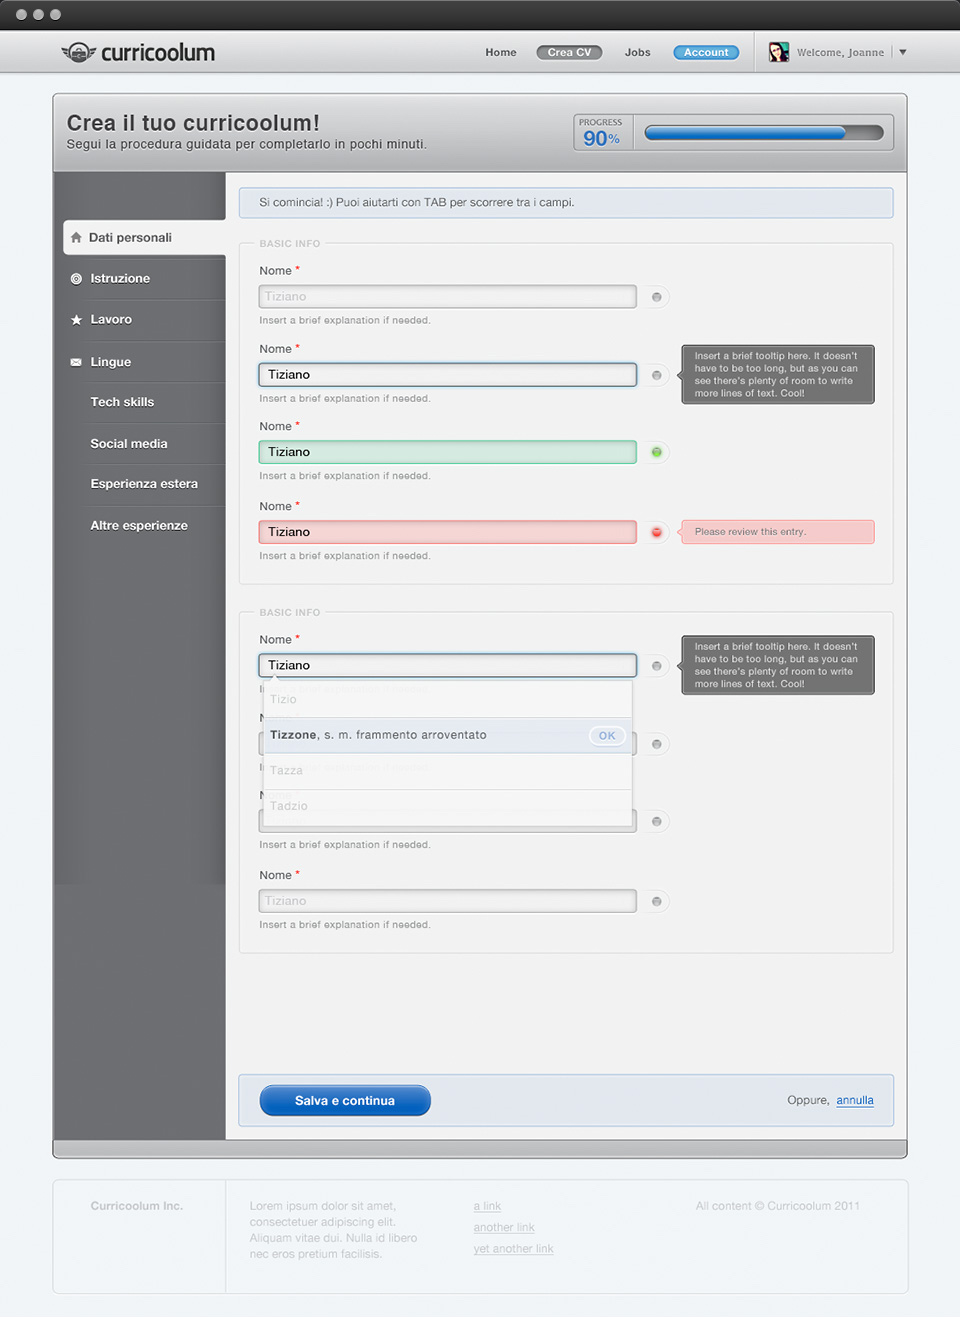 curricoolum
Home
Crea CV
Jobs
Account
Welcome, Joanne
Crea il tuo curricoolum!
Segui la procedura guidata per completarlo in pochi minuti.
PROGRESS
90%
Dati personali
Istruzione
Lavoro
Lingue
Tech skills
Social media
Esperienza estera
Altre esperienze
Si comincia! :) Puoi aiutarti con TAB per scorrere tra i campi.
BASIC INFO
Nome *
Tiziano
Insert a brief explanation if needed.
Nome *
Tiziano
Insert a brief explanation if needed.
Insert a brief tooltip here. It doesn't
have to be too long, but as you can
see there's plenty of room to write
more lines of text. Cool!
Nome *
Tiziano
Insert a brief explanation if needed.
Nome *
Tiziano
Insert a brief explanation if needed.
Please review this entry.
BASIC INFO
Nome *
Tiziano
Insert a brief tooltip here. It doesn't
have to be too long, but as you can
see there's plenty of room to write
more lines of text. Cool!
Tizio
Tizzone, s. m. frammento arroventato
OK
Tazza
Tadzio
Insert a brief explanation if needed.
Nome *
Tiziano
Insert a brief explanation if needed.
Salva e continua
Oppure, annulla
Curricoolum Inc.
Lorem ipsum dolor sit amet,
consectetuer adipiscing elit.
Aliquam vitae dui. Nulla id libero
nec eros pretium facilisis.
a link
another link
yet another link
All content © Curricoolum 2011